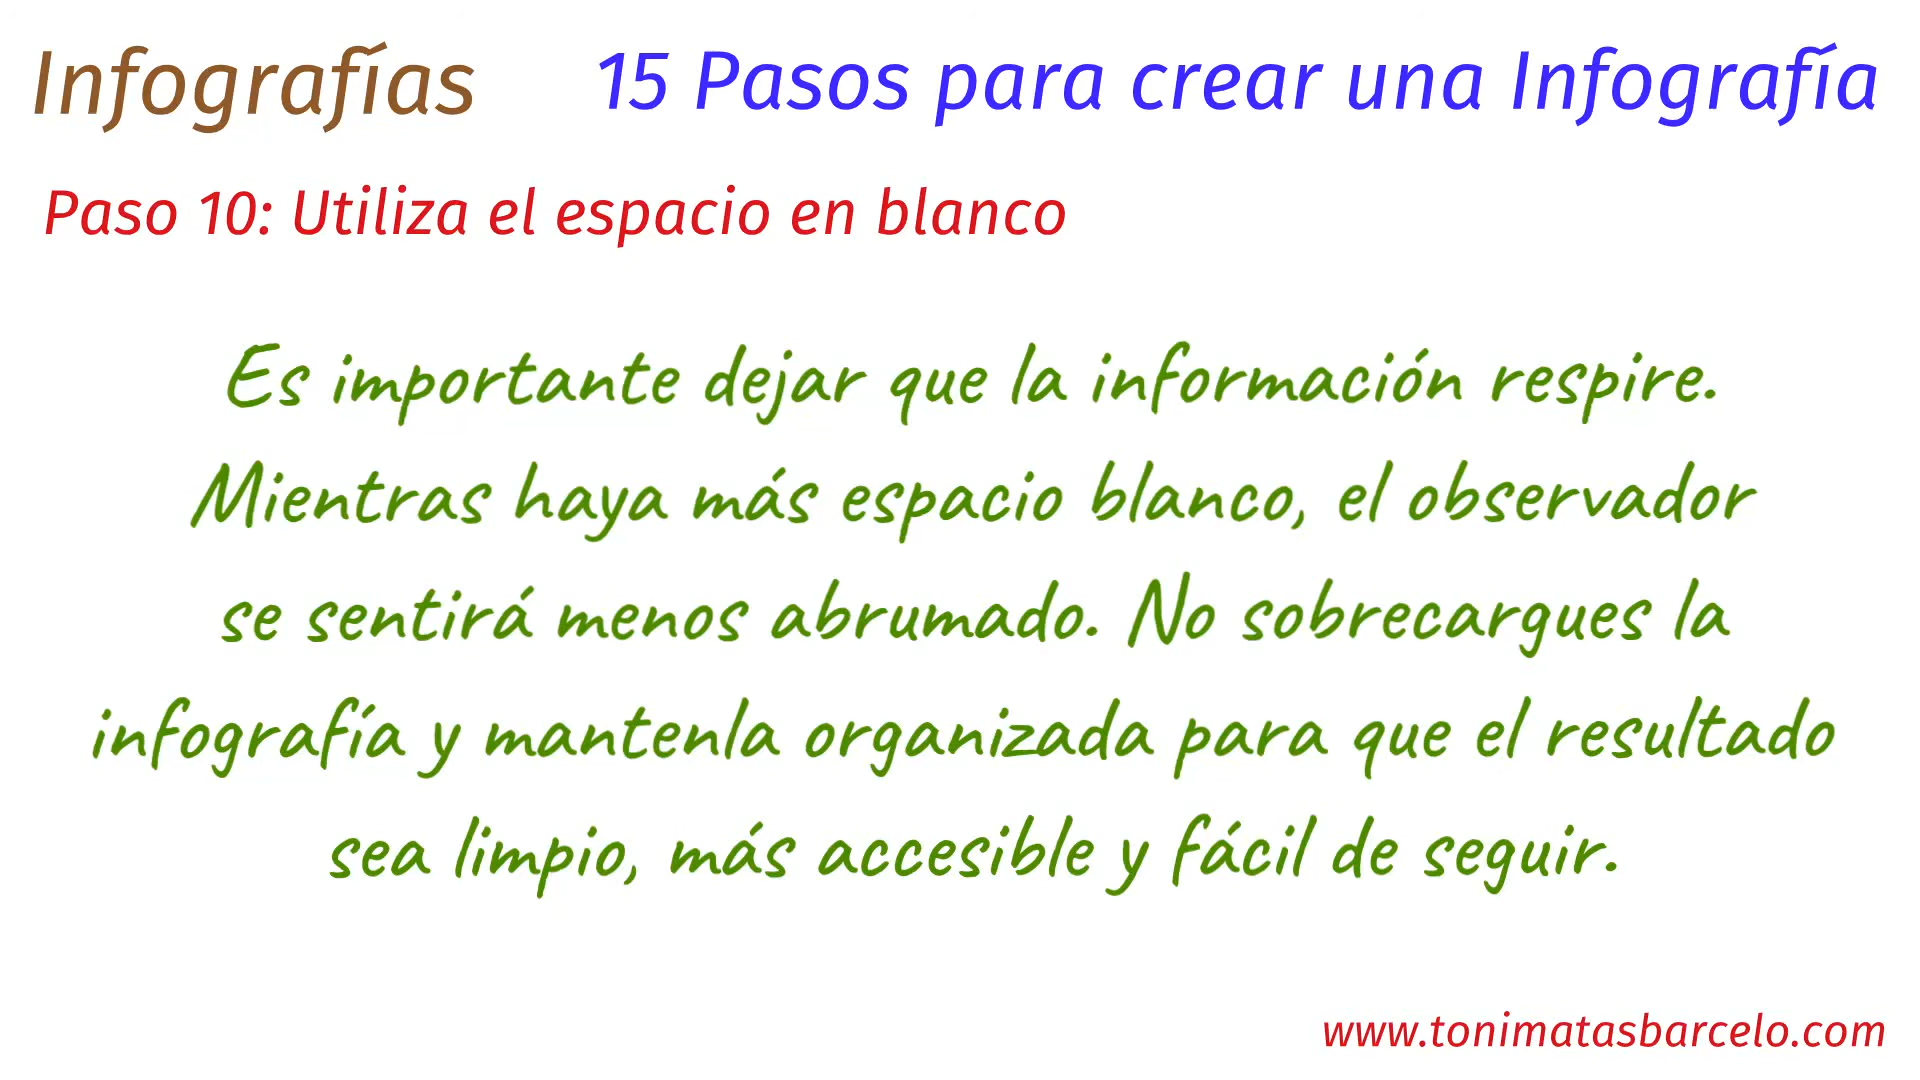 Infografías
15 Pasos para crear una Infografía
Paso 10: Utiliza el espacio en blanco
Es importante dejar que la información respire.
Mientras haya más espacio blanco, el observador
se sentirá menos abrumado. No sobrecargues la
infografía y mantenla organizada para que el resultado
sea limpio, más accesible y fácil de seguir.
www.tonimatasbarcelo.com